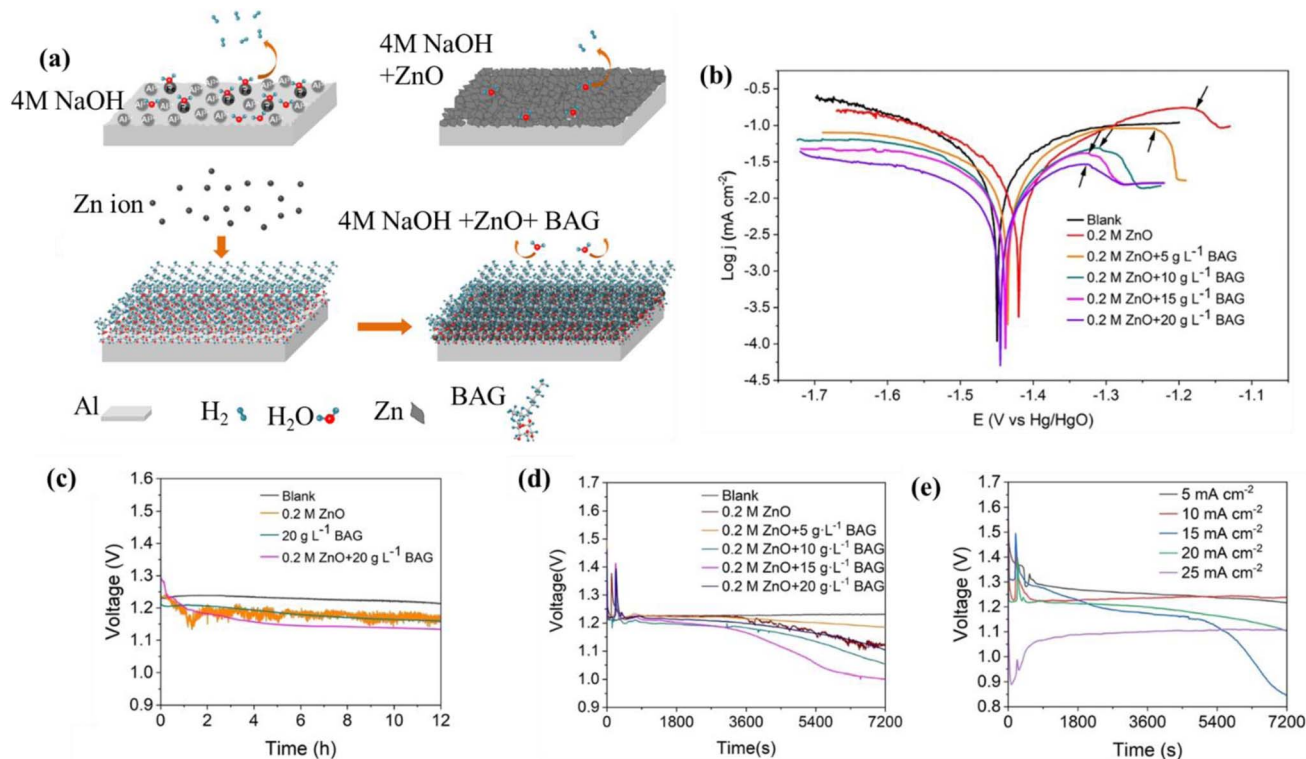 (a)
4M NaOH
4M NaOH
+ZnO
Zn ion
4M NaOH +ZnO+ BAG
Al
H₂
H₂O
Zn
BAG
(b)
Log j (mA cm⁻²)
-0.5
-1.0
-1.5
-2.0
-2.5
-3.0
-3.5
-4.0
-4.5
Blank
0.2 M ZnO
0.2 M ZnO+5 g L⁻¹ BAG
0.2 M ZnO+10 g L⁻¹ BAG
0.2 M ZnO+15 g L⁻¹ BAG
0.2 M ZnO+20 g L⁻¹ BAG
-1.7 -1.6 -1.5 -1.4 -1.3 -1.2 -1.1
E (V vs Hg/HgO)
(c)
Voltage (V)
1.6
1.5
1.4
1.3
1.2
1.1
1.0
0.9
Blank
0.2 M ZnO
20 g L⁻¹ BAG
0.2 M ZnO+20 g L⁻¹ BAG
0 2 4 6 8 10 12
Time (h)
(d)
Voltage(V)
1.7
1.6
1.5
1.4
1.3
1.2
1.1
1.0
0.9
Blank
0.2 M ZnO
0.2 M ZnO+5 g·L⁻¹ BAG
0.2 M ZnO+10 g·L⁻¹ BAG
0.2 M ZnO+15 g·L⁻¹ BAG
0.2 M ZnO+20 g·L⁻¹ BAG
0 1800 3600 5400 7200
Time(s)
(e)
Voltage (V)
1.7
1.6
1.5
1.4
1.3
1.2
1.1
1.0
0.9
0.8
5 mA cm⁻²
10 mA cm⁻²
15 mA cm⁻²
20 mA cm⁻²
25 mA cm⁻²
0 1800 3600 5400 7200
Time (s)